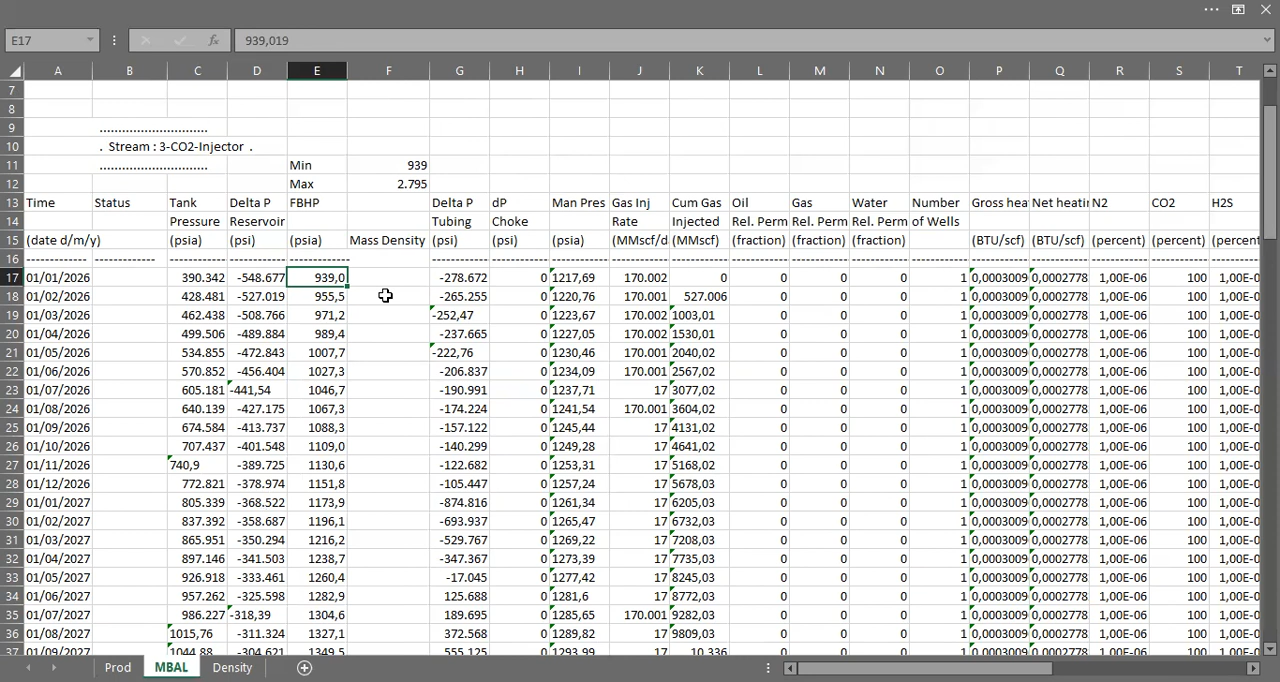 E17 fx 939,019
A B C D E F G H I J K L M N O P Q R S T
7
8
9 ............................
10 . Stream : 3-CO2-Injector .
11 ............................ Min 939
12 Max 2.795
13 Time Status Tank Delta P FBHP Delta P dP Man Pres Gas Inj Cum Gas Oil Gas Water Number Gross hea Net heati N2 CO2 H2S
14 Pressure Reservoir Tubing Choke Rate Injected Rel. Perm Rel. Perm Rel. Perm of Wells
15 (date d/m/y) (psia) (psi) (psia) Mass Density (psi) (psi) (psia) (MMscf/d (MMscf) (fraction) (fraction) (fraction) (BTU/scf) (BTU/scf) (percent) (percent) (percent
16
17 01/01/2026 390.342 -548.677 939,0 -278.672 0 1217,69 170.002 0 0 0 0 1 0,0003009 0,0002778 1,00E-06 100 1,00E-0
18 01/02/2026 428.481 -527.019 955,5 -265.255 0 1220,76 170.001 527.006 0 0 0 1 0,0003009 0,0002778 1,00E-06 100 1,00E-0
19 01/03/2026 462.438 -508.766 971,2 -252,47 0 1223,67 170.002 1003,01 0 0 0 1 0,0003009 0,0002778 1,00E-06 100 1,00E-0
20 01/04/2026 499.506 -489.884 989,4 -237.665 0 1227,05 170.001 1530,01 0 0 0 1 0,0003009 0,0002778 1,00E-06 100 1,00E-0
21 01/05/2026 534.855 -472.843 1007,7 -222,76 0 1230,46 170.001 2040,02 0 0 0 1 0,0003009 0,0002778 1,00E-06 100 1,00E-0
22 01/06/2026 570.852 -456.404 1027,3 -206.837 0 1234,09 170.001 2567,02 0 0 0 1 0,0003009 0,0002778 1,00E-06 100 1,00E-0
23 01/07/2026 605.181 -441,54 1046,7 -190.991 0 1237,71 17 3077,02 0 0 0 1 0,0003009 0,0002778 1,00E-06 100 1,00E-0
24 01/08/2026 640.139 -427.175 1067,3 -174.224 0 1241,54 170.001 3604,02 0 0 0 1 0,0003009 0,0002778 1,00E-06 100 1,00E-0
25 01/09/2026 674.584 -413.737 1088,3 -157.122 0 1245,44 17 4131,02 0 0 0 1 0,0003009 0,0002778 1,00E-06 100 1,00E-0
26 01/10/2026 707.437 -401.548 1109,0 -140.299 0 1249,28 17 4641,02 0 0 0 1 0,0003009 0,0002778 1,00E-06 100 1,00E-0
27 01/11/2026 740,9 -389.725 1130,6 -122.682 0 1253,31 17 5168,02 0 0 0 1 0,0003009 0,0002778 1,00E-06 100 1,00E-0
28 01/12/2026 772.821 -378.974 1151,8 -105.447 0 1257,24 17 5678,03 0 0 0 1 0,0003009 0,0002778 1,00E-06 100 1,00E-0
29 01/01/2027 805.339 -368.522 1173,9 -874.816 0 1261,34 17 6205,03 0 0 0 1 0,0003009 0,0002778 1,00E-06 100 1,00E-0
30 01/02/2027 837.392 -358.687 1196,1 -693.937 0 1265,47 17 6732,03 0 0 0 1 0,0003009 0,0002778 1,00E-06 100 1,00E-0
31 01/03/2027 865.951 -350.294 1216,2 -529.767 0 1269,22 17 7208,03 0 0 0 1 0,0003009 0,0002778 1,00E-06 100 1,00E-0
32 01/04/2027 897.146 -341.503 1238,7 -347.367 0 1273,39 17 7735,03 0 0 0 1 0,0003009 0,0002778 1,00E-06 100 1,00E-0
33 01/05/2027 926.918 -333.461 1260,4 -17.045 0 1277,42 17 8245,03 0 0 0 1 0,0003009 0,0002778 1,00E-06 100 1,00E-0
34 01/06/2027 957.262 -325.598 1282,9 125.688 0 1281,6 17 8772,03 0 0 0 1 0,0003009 0,0002778 1,00E-06 100 1,00E-0
35 01/07/2027 986.227 -318,39 1304,6 189.695 0 1285,65 170.001 9282,03 0 0 0 1 0,0003009 0,0002778 1,00E-06 100 1,00E-0
36 01/08/2027 1015,76 -311.324 1327,1 372.568 0 1289,82 17 9809,03 0 0 0 1 0,0003009 0,0002778 1,00E-06 100 1,00E-0
37 01/09/2027 1044,88 -304.621 1349,5 555.125 0 1293,99 17 10.336 0 0 0 1 0,0003009 0,0002778 1,00E-06 100 1,00E-0
Prod MBAL Density